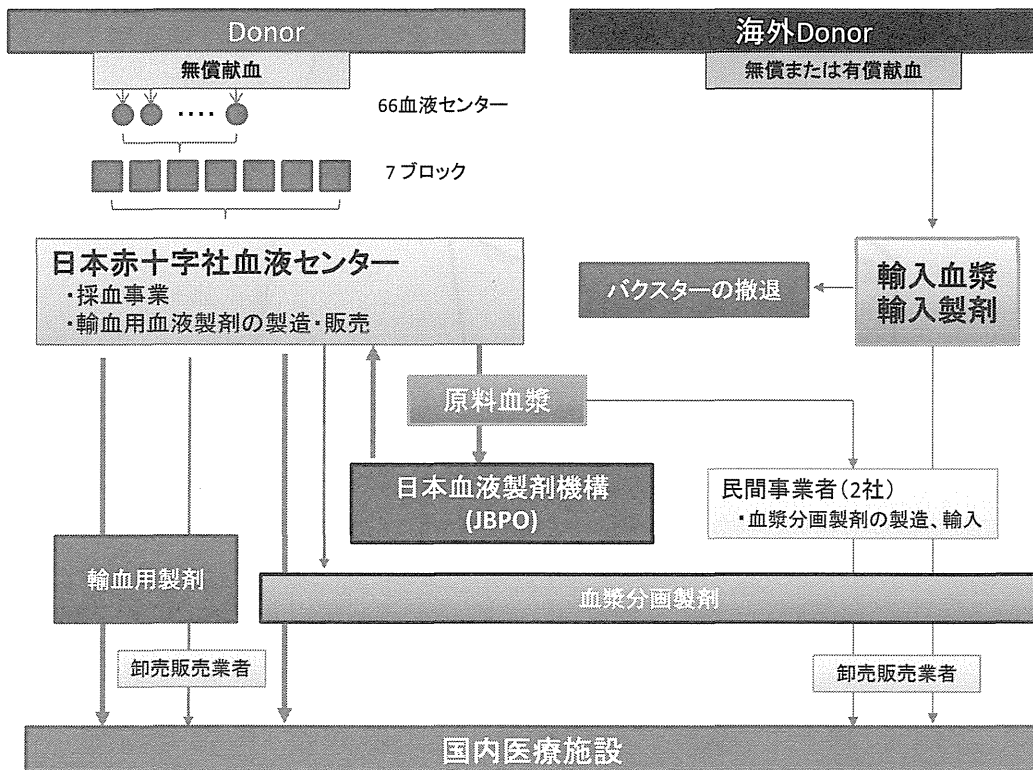 Donor
無償献血
66血液センター
7 ブロック
日本赤十字社血液センター
・採血事業
・輸血用血液製剤の製造・販売
海外Donor
無償または有償献血
バクスターの撤退
輸入血漿
輸入製剤
原料血漿
日本血液製剤機構
(JBPO)
民間事業者(2社)
・血漿分画製剤の製造、輸入
輸血用製剤
血漿分画製剤
卸売販売業者
卸売販売業者
国内医療施設